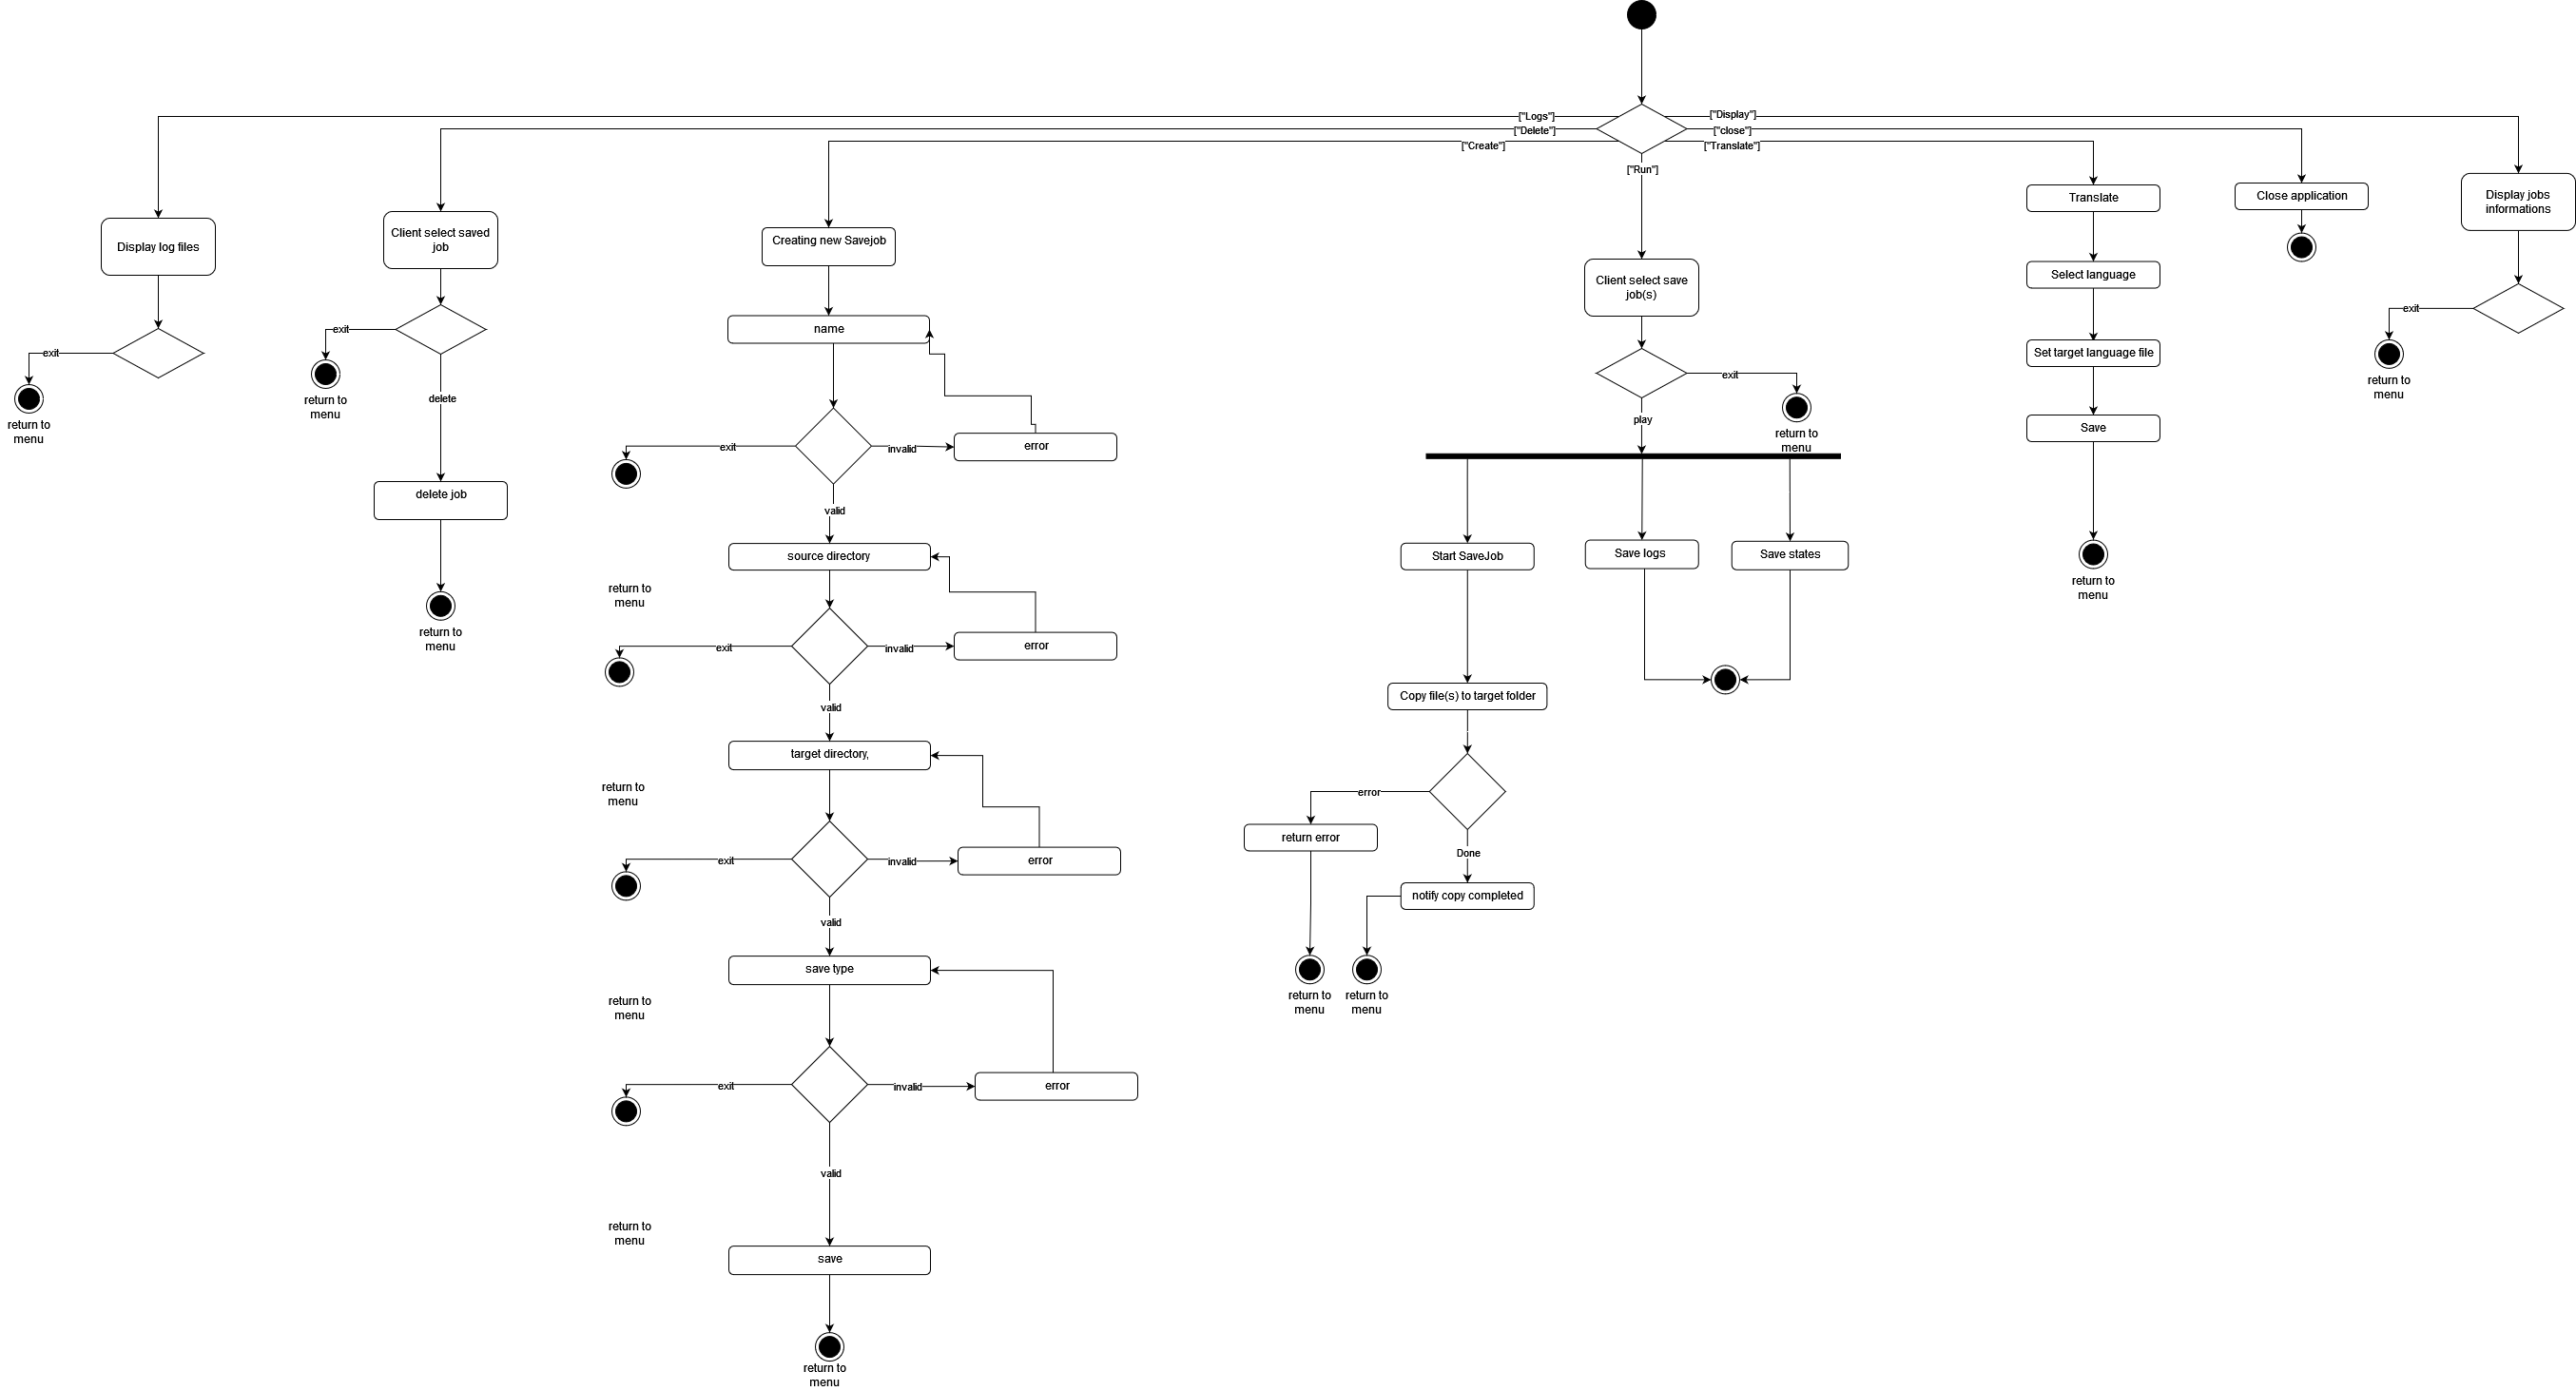 ["Logs"]
["Display"]
["Delete"]
["close"]
["Create"]
["Translate"]
["Run"]
Display log files
exit
return to
menu
Client select saved
job
exit
return to
menu
delete
delete job
return to
menu
Creating new Savejob
name
exit
invalid
error
valid
source directory
return to
menu
exit
invalid
error
valid
target directory,
return to
menu
exit
invalid
error
valid
save type
return to
menu
exit
invalid
error
valid
return to
menu
save
return to
menu
Client select save
job(s)
exit
return to
menu
play
Start SaveJob
Save logs
Save states
Copy file(s) to target folder
error
return error
Done
notify copy completed
return to
menu
return to
menu
Translate
Select language
Set target language file
Save
return to
menu
Close application
Display jobs
informations
exit
return to
menu